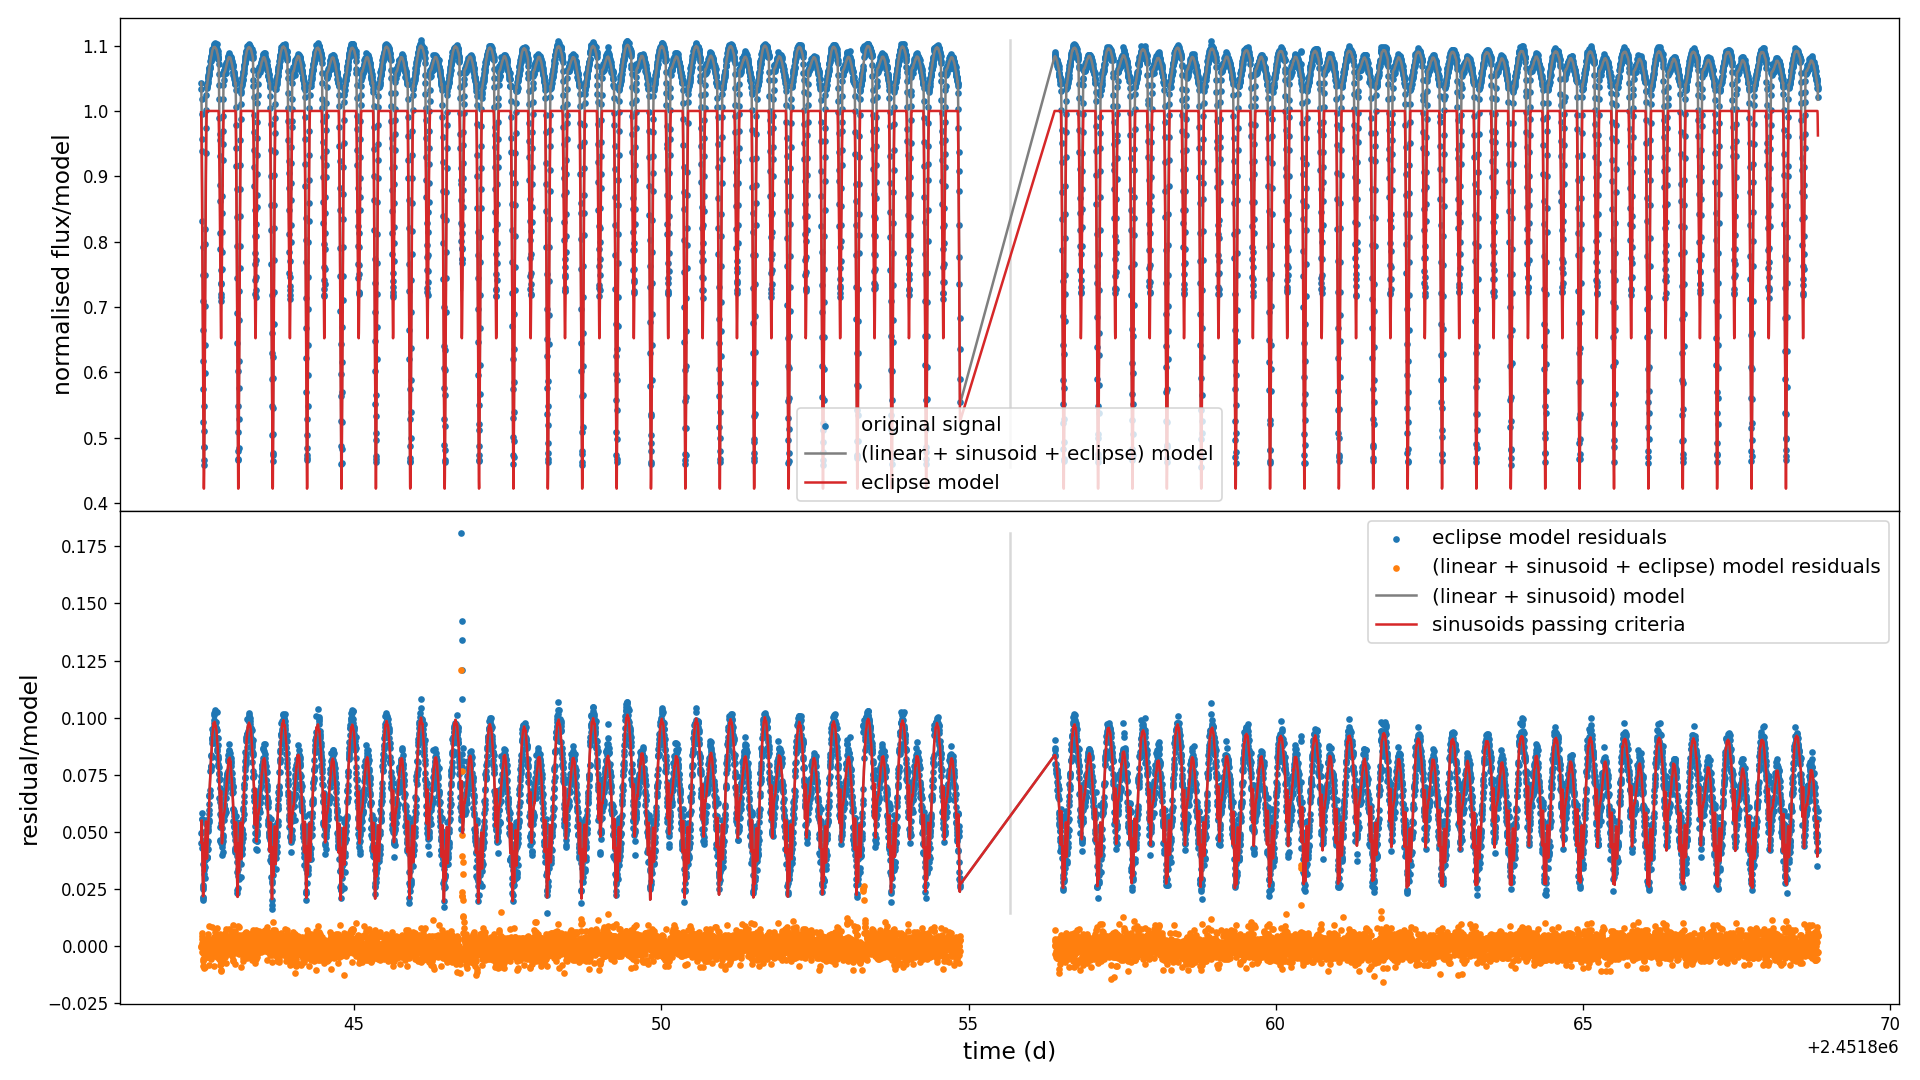 1.1
1.0
0.9
0.8
0.7
0.6
0.5
0.4
normalised flux/model
original signal
(linear + sinusoid + eclipse) model
eclipse model
0.175
0.150
0.125
0.100
0.075
0.050
0.025
0.000
−0.025
residual/model
eclipse model residuals
(linear + sinusoid + eclipse) model residuals
(linear + sinusoid) model
sinusoids passing criteria
45 50 55 60 65 70
time (d)
+2.4518e6